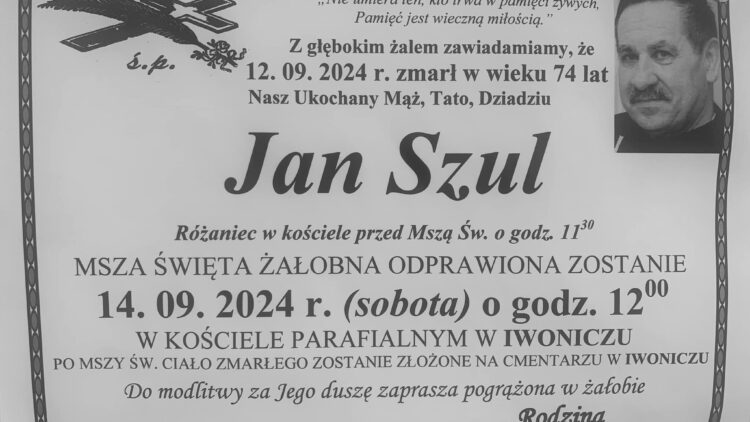 „Nie umiera ten, kto trwa w pamięci żywych,
Pamięć jest wieczną miłością.”
ś.p.
Z głębokim żalem zawiadamiamy, że
12. 09. 2024 r. zmarł w wieku 74 lat
Nasz Ukochany Mąż, Tato, Dziadziu
Jan Szul
Różaniec w kościele przed Mszą Św. o godz. 11³⁰
MSZA ŚWIĘTA ŻAŁOBNA ODPRAWIONA ZOSTANIE
14. 09. 2024 r. (sobota) o godz. 12⁰⁰
W KOŚCIELE PARAFIALNYM W IWONICZU
PO MSZY ŚW. CIAŁO ZMARŁEGO ZOSTANIE ZŁOŻONE NA CMENTARZU W IWONICZU
Do modlitwy za Jego duszę zaprasza pogrążona w żałobie
Rodzina